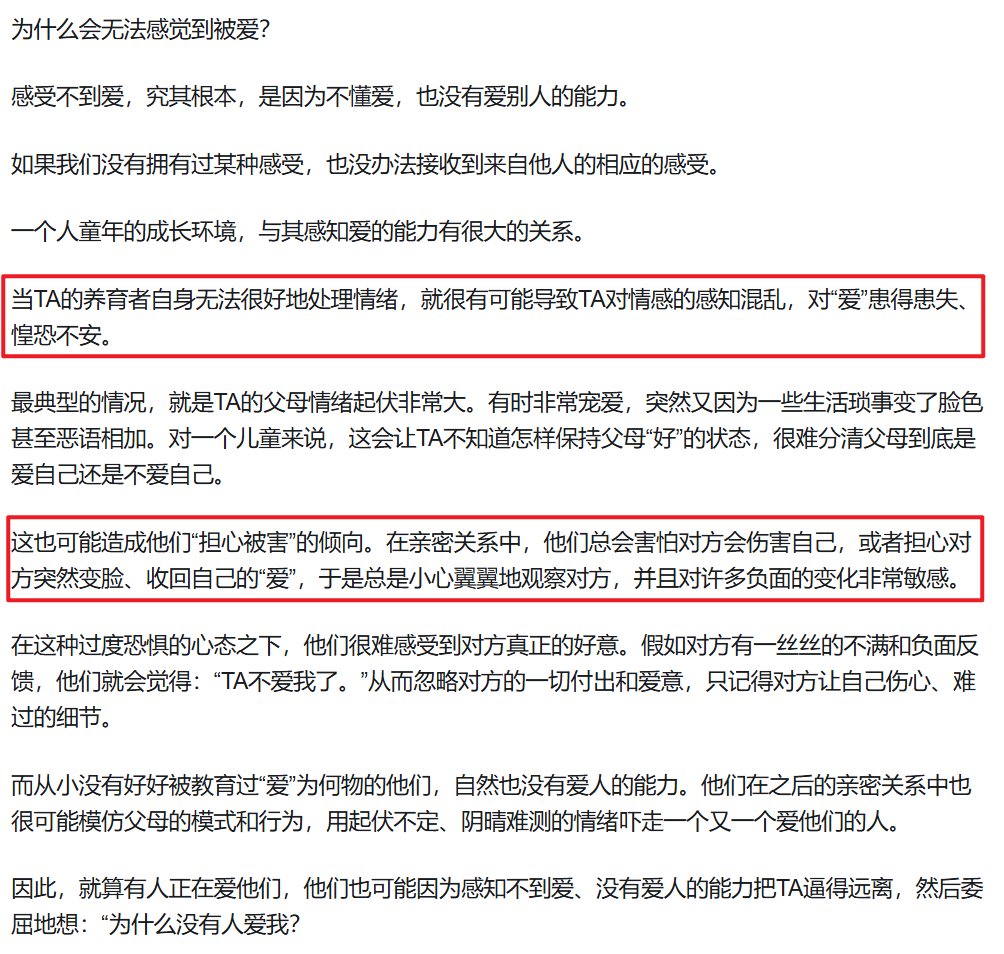 为什么会无法感觉到被爱？
感受不到爱，究其根本，是因为不懂爱，也没有爱别人的能力。
如果我们没有拥有过某种感受，也没办法接收到来自他人的相应的感受。
一个人童年的成长环境，与其感知爱的能力有很大的关系。
当TA的养育者自身无法很好地处理情绪，就很有可能导致TA对情感的感知混乱，对“爱”患得患失、
惶恐不安。
最典型的情况，就是TA的父母情绪起伏非常大。有时非常宠爱，突然又因为一些生活琐事变了脸色
甚至恶语相加。对一个儿童来说，这会让TA不知道怎样保持父母“好”的状态，很难分清父母到底是
爱自己还是不爱自己。
这也可能造成他们“担心被害”的倾向。在亲密关系中，他们总会害怕对方会伤害自己，或者担心对
方突然变脸、收回自己的“爱”，于是总是小心翼翼地观察对方，并且对许多负面的变化非常敏感。
在这种过度恐惧的心态之下，他们很难感受到对方真正的好意。假如对方有一丝丝的不满和负面反
馈，他们就会觉得：“TA不爱我了。”从而忽略对方的一切付出和爱意，只记得对方让自己伤心、难
过的细节。
而从小没有好好被教育过“爱”为何物的他们，自然也没有爱人的能力。他们在之后的亲密关系中也
很可能模仿父母的模式和行为，用起伏不定、阴晴难测的情绪吓走一个又一个爱他们的人。
因此，就算有人正在爱他们，他们也可能因为感知不到爱、没有爱人的能力把TA逼得远离，然后委
屈地想：“为什么没有人爱我？